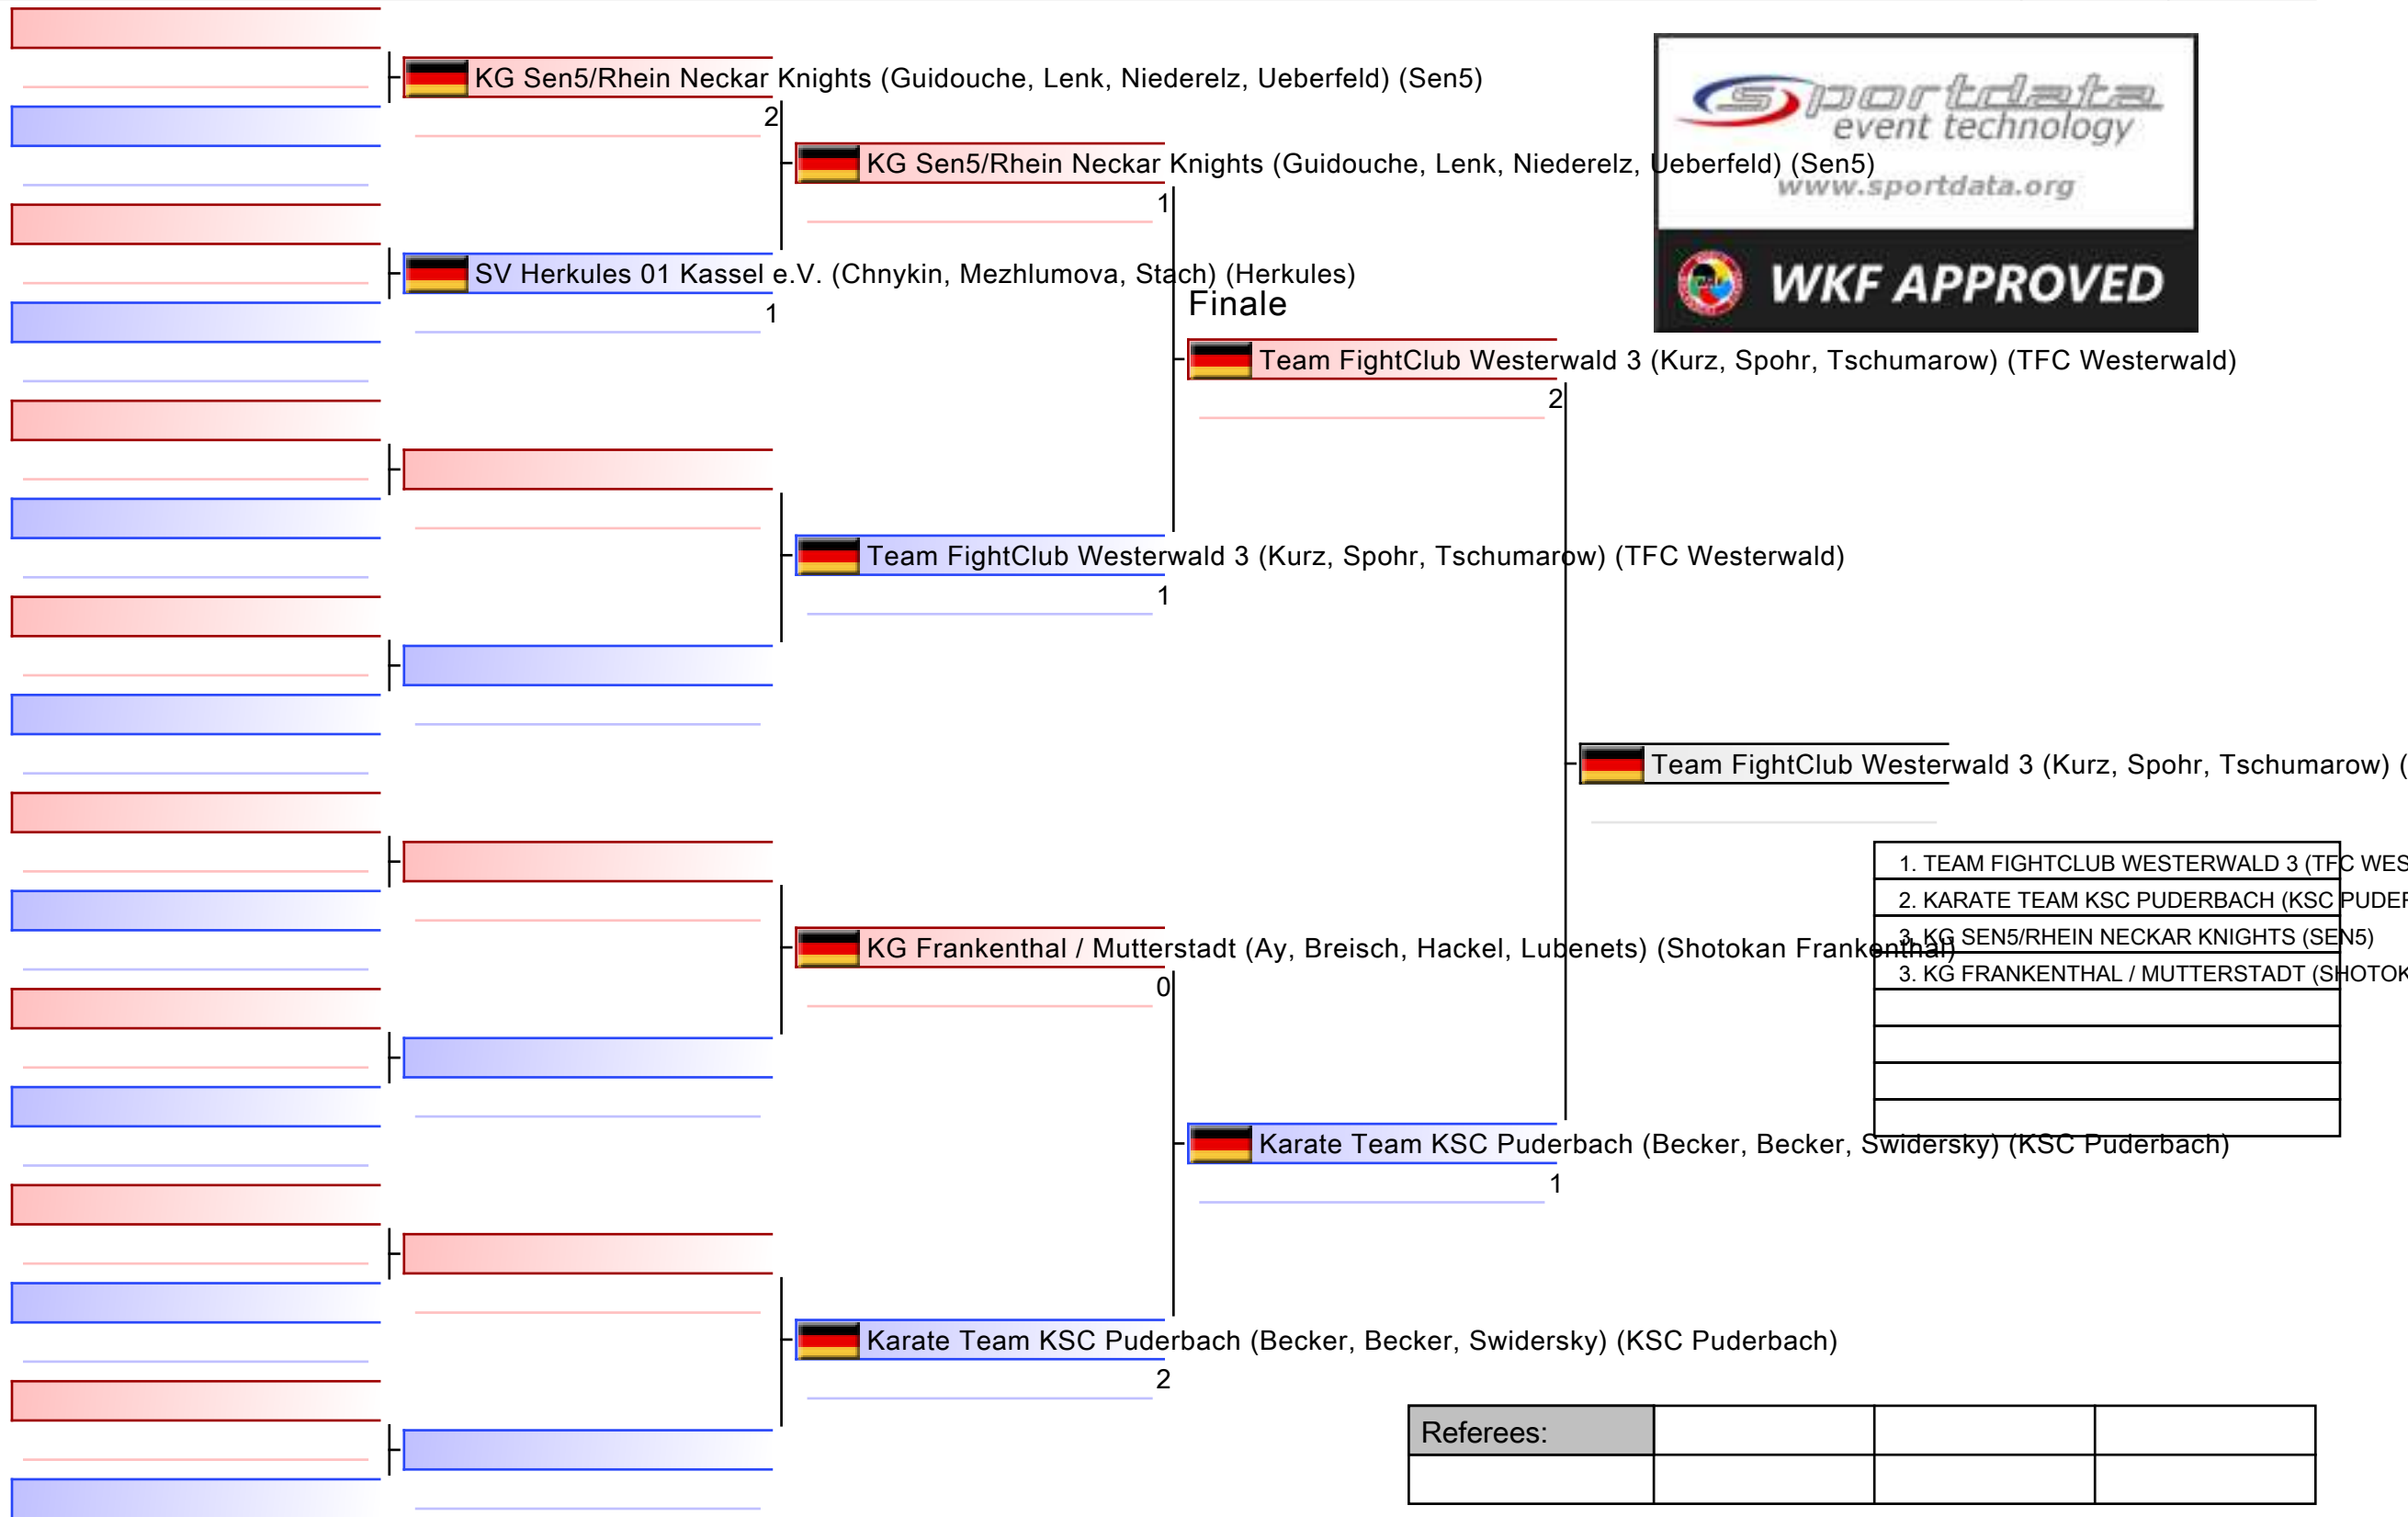 KG Sen5/Rhein Neckar Knights (Guidouche, Lenk, Niederelz, Ueberfeld) (Sen5)
2
sportdata
event technology
www.sportdata.org
WKF APPROVED
KG Sen5/Rhein Neckar Knights (Guidouche, Lenk, Niederelz, Ueberfeld) (Sen5)
1
SV Herkules 01 Kassel e.V. (Chnykin, Mezhlumova, Stach) (Herkules)
1
Finale
Team FightClub Westerwald 3 (Kurz, Spohr, Tschumarow) (TFC Westerwald)
2
Team FightClub Westerwald 3 (Kurz, Spohr, Tschumarow) (TFC Westerwald)
1
Team FightClub Westerwald 3 (Kurz, Spohr, Tschumarow) (
1. TEAM FIGHTCLUB WESTERWALD 3 (TFC WES
2. KARATE TEAM KSC PUDERBACH (KSC PUDER
3. KG SEN5/RHEIN NECKAR KNIGHTS (SEN5)
3. KG FRANKENTHAL / MUTTERSTADT (SHOTOK
KG Frankenthal / Mutterstadt (Ay, Breisch, Hackel, Lubenets) (Shotokan Frankenthal)
0
Karate Team KSC Puderbach (Becker, Becker, Swidersky) (KSC Puderbach)
1
Karate Team KSC Puderbach (Becker, Becker, Swidersky) (KSC Puderbach)
2
Referees: